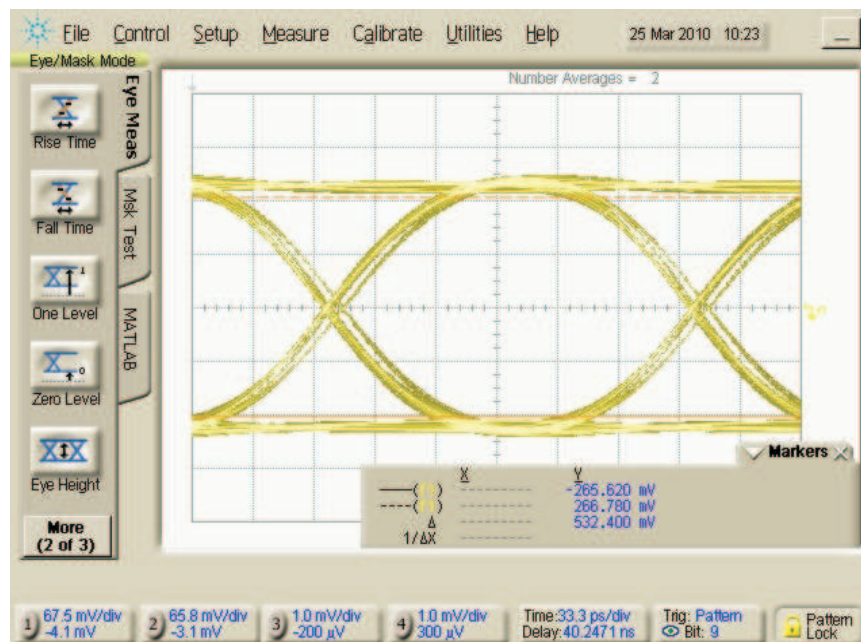 File Control Setup Measure Calibrate Utilities Help 25 Mar 2010 10:23
Eye/Mask Mode
Number Averages = 2
Eye Meas
Msk Test
MATLAB
Rise Time
Fall Time
One Level
Zero Level
Eye Height
More
(2 of 3)
Markers
X Y
-265.620 mV
266.780 mV
Δ 532.400 mV
1/ΔX
1) 67.5 mV/div
-4.1 mV
2) 65.8 mV/div
-3.1 mV
3) 1.0 mV/div
-200 µV
4) 1.0 mV/div
300 µV
Time:33.3 ps/div
Delay:40.2471 ns
Trig: Pattern
Bit: 9
Pattern
Lock